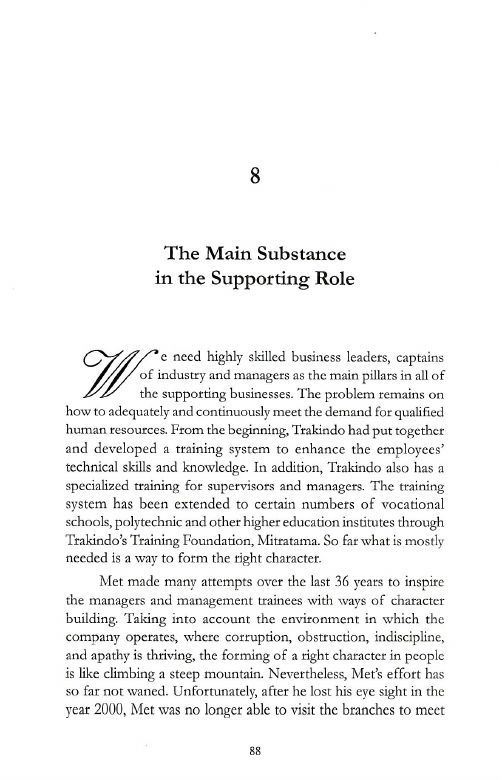 8
The Main Substance
in the Supporting Role
We need highly skilled business leaders, captains
of industry and managers as the main pillars in all of
the supporting businesses. The problem remains on
how to adequately and continuously meet the demand for qualified
human resources. From the beginning, Trakindo had put together
and developed a training system to enhance the employees'
technical skills and knowledge. In addition, Trakindo also has a
specialized training for supervisors and managers. The training
system has been extended to certain numbers of vocational
schools, polytechnic and other higher education institutes through
Trakindo's Training Foundation, Mitratama. So far what is mostly
needed is a way to form the right character.
Met made many attempts over the last 36 years to inspire
the managers and management trainees with ways of character
building. Taking into account the environment in which the
company operates, where corruption, obstruction, indiscipline,
and apathy is thriving, the forming of a right character in people
is like climbing a steep mountain. Nevertheless, Met's effort has
so far not waned. Unfortunately, after he lost his eye sight in the
year 2000, Met was no longer able to visit the branches to meet
88